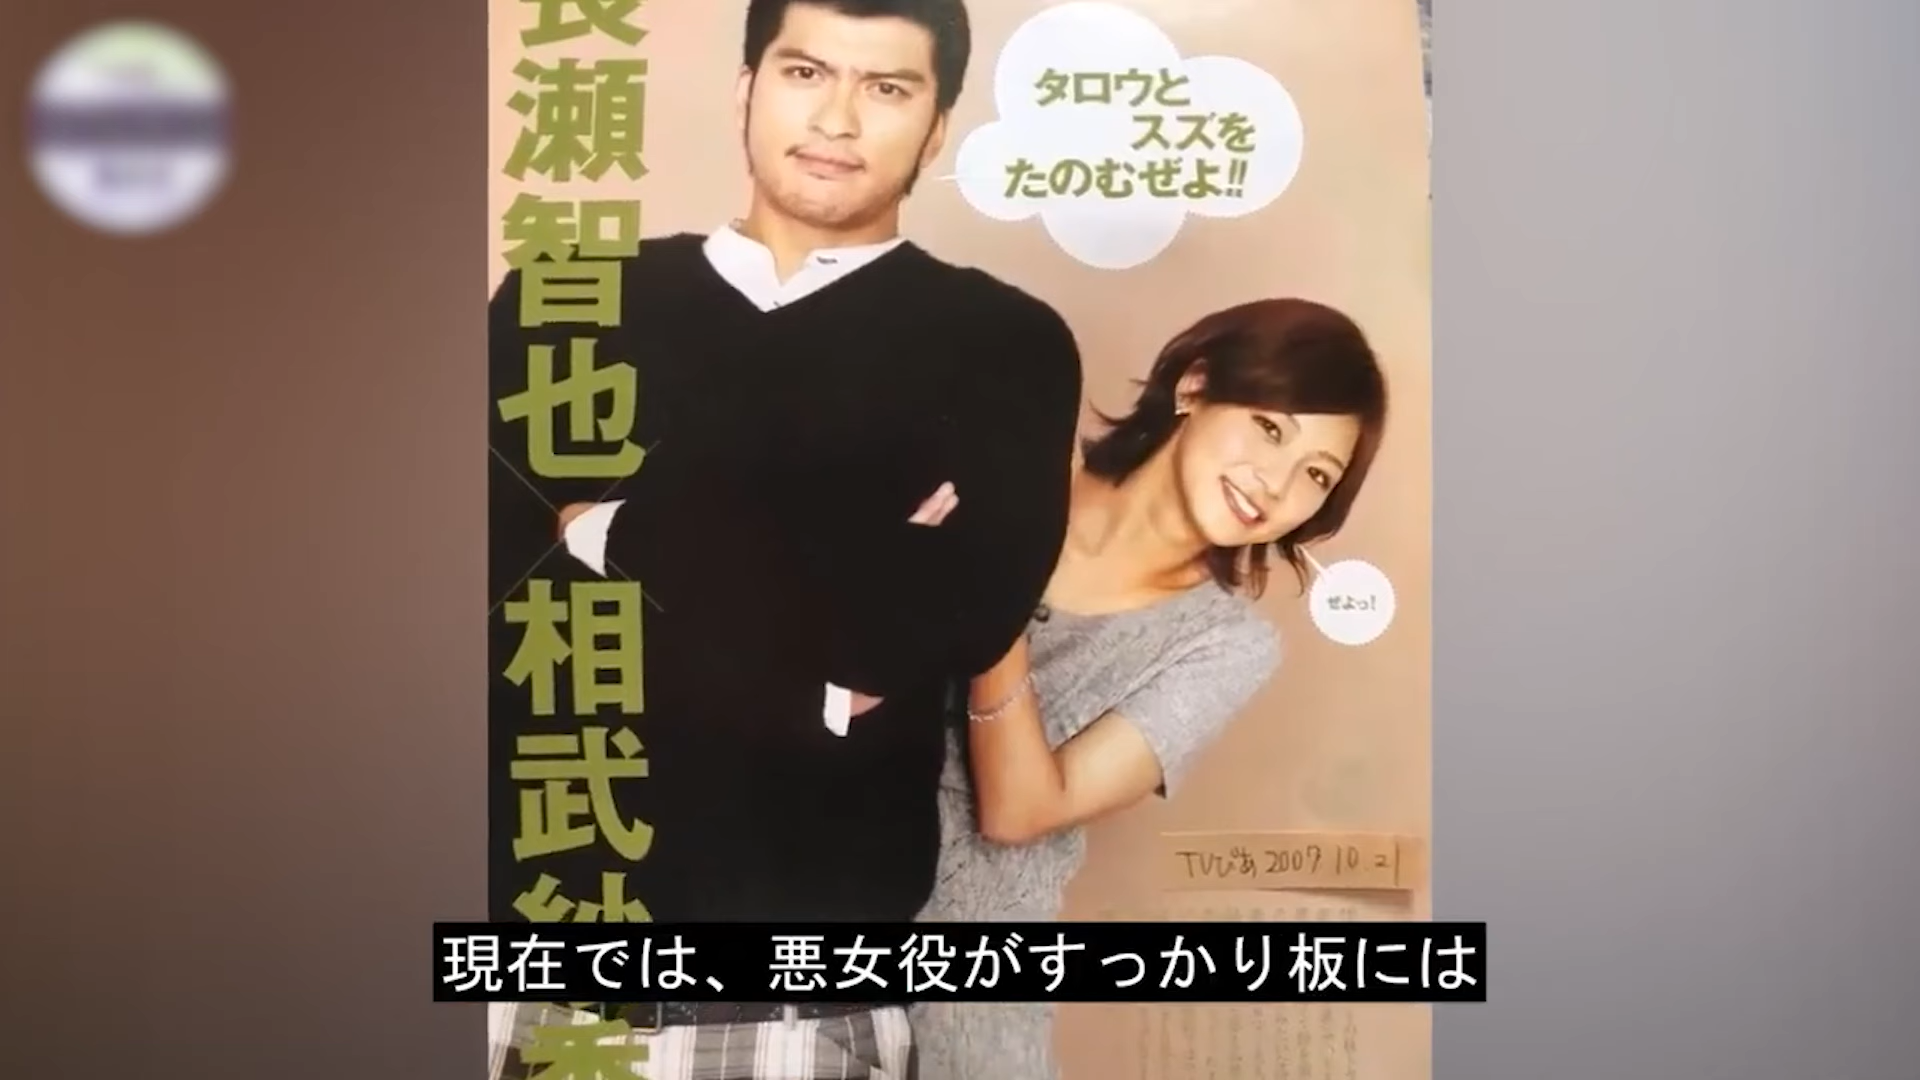 長瀬智也
相武紗季
タロウと
スズを
たのむぜよ!!
ぜよっ!
TVぴあ 2007 10.21
現在では、悪女役がすっかり板には